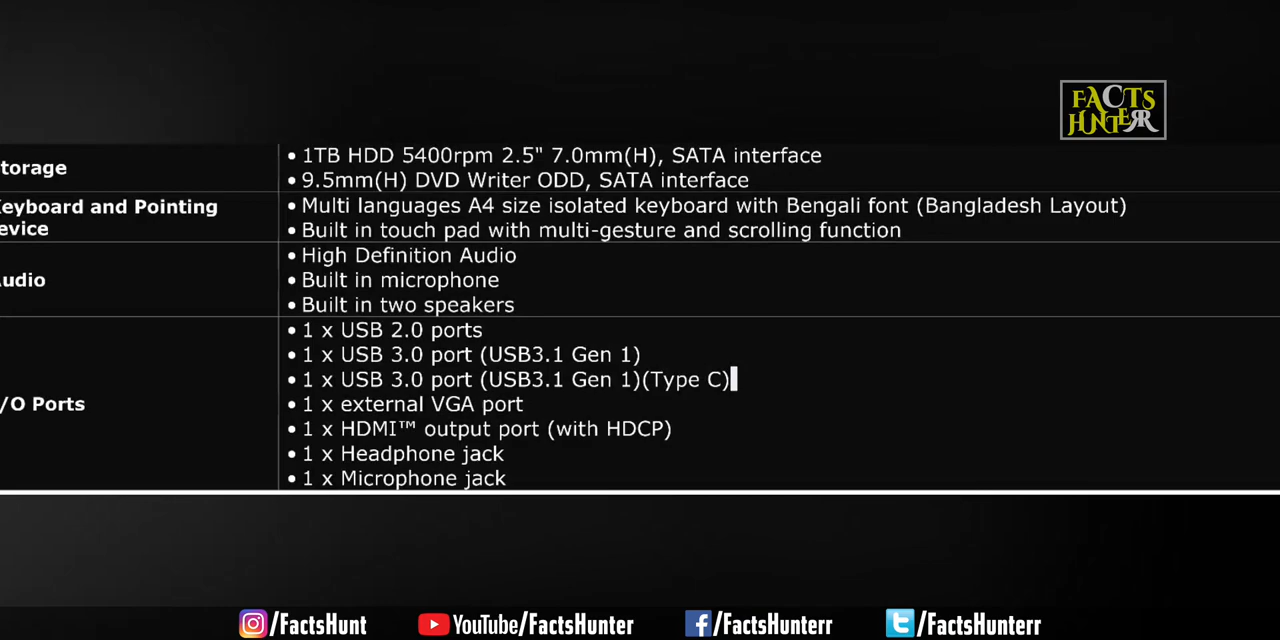 FACTS
HUNTERR
torage
• 1TB HDD 5400rpm 2.5" 7.0mm(H), SATA interface
• 9.5mm(H) DVD Writer ODD, SATA interface
eyboard and Pointing
evice
• Multi languages A4 size isolated keyboard with Bengali font (Bangladesh Layout)
• Built in touch pad with multi-gesture and scrolling function
udio
• High Definition Audio
• Built in microphone
• Built in two speakers
/O Ports
• 1 x USB 2.0 ports
• 1 x USB 3.0 port (USB3.1 Gen 1)
• 1 x USB 3.0 port (USB3.1 Gen 1)(Type C)
• 1 x external VGA port
• 1 x HDMI™ output port (with HDCP)
• 1 x Headphone jack
• 1 x Microphone jack
/FactsHunt YouTube/FactsHunter /FactsHunterr /FactsHunterr